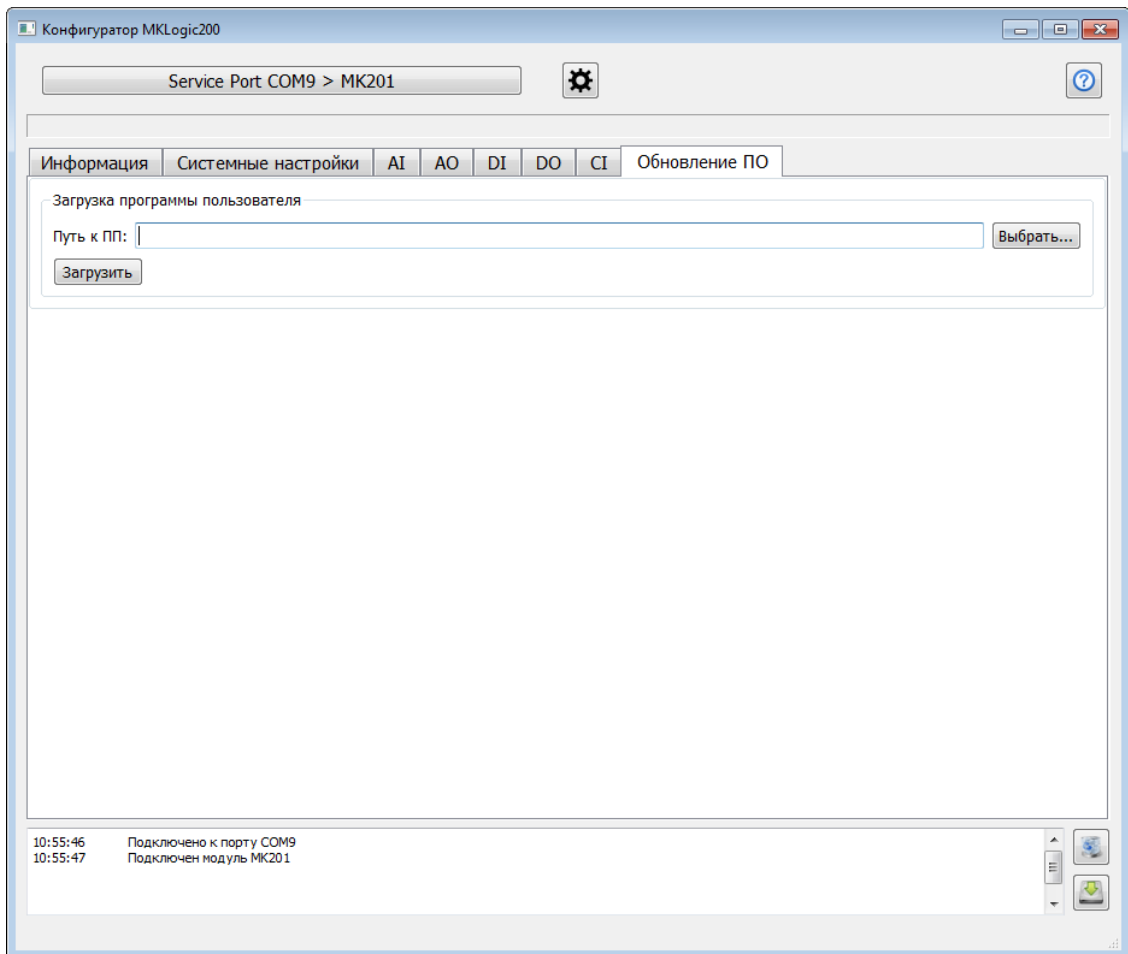 Конфигуратор MKLogic200
Service Port COM9 > MK201
Информация Системные настройки AI AO DI DO CI Обновление ПО
Загрузка программы пользователя
Путь к ПП: Выбрать...
Загрузить
10:55:46 Подключено к порту COM9
10:55:47 Подключен модуль MK201